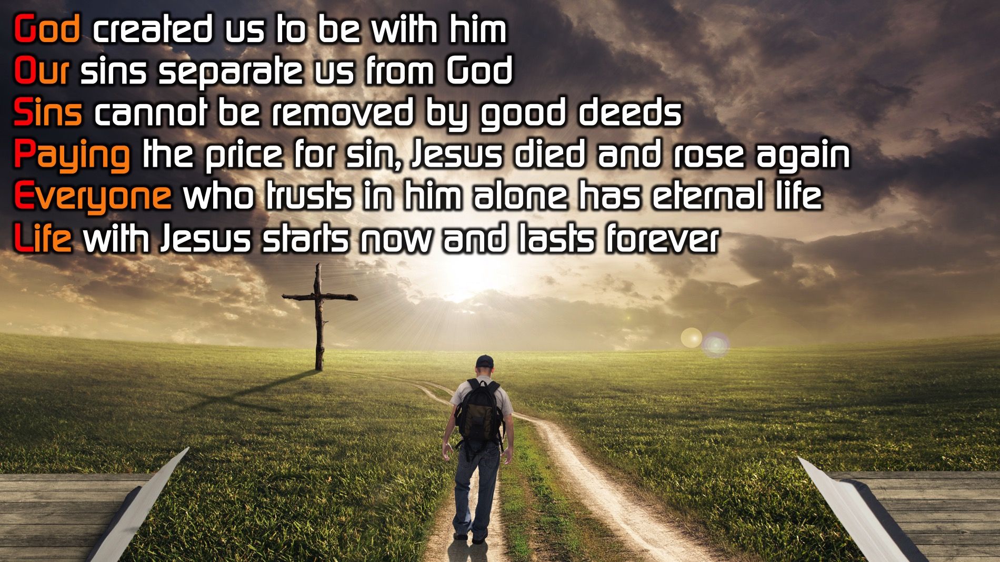 God created us to be with him
Our sins separate us from God
Sins cannot be removed by good deeds
Paying the price for sin, Jesus died and rose again
Everyone who trusts in him alone has eternal life
Life with Jesus starts now and lasts forever